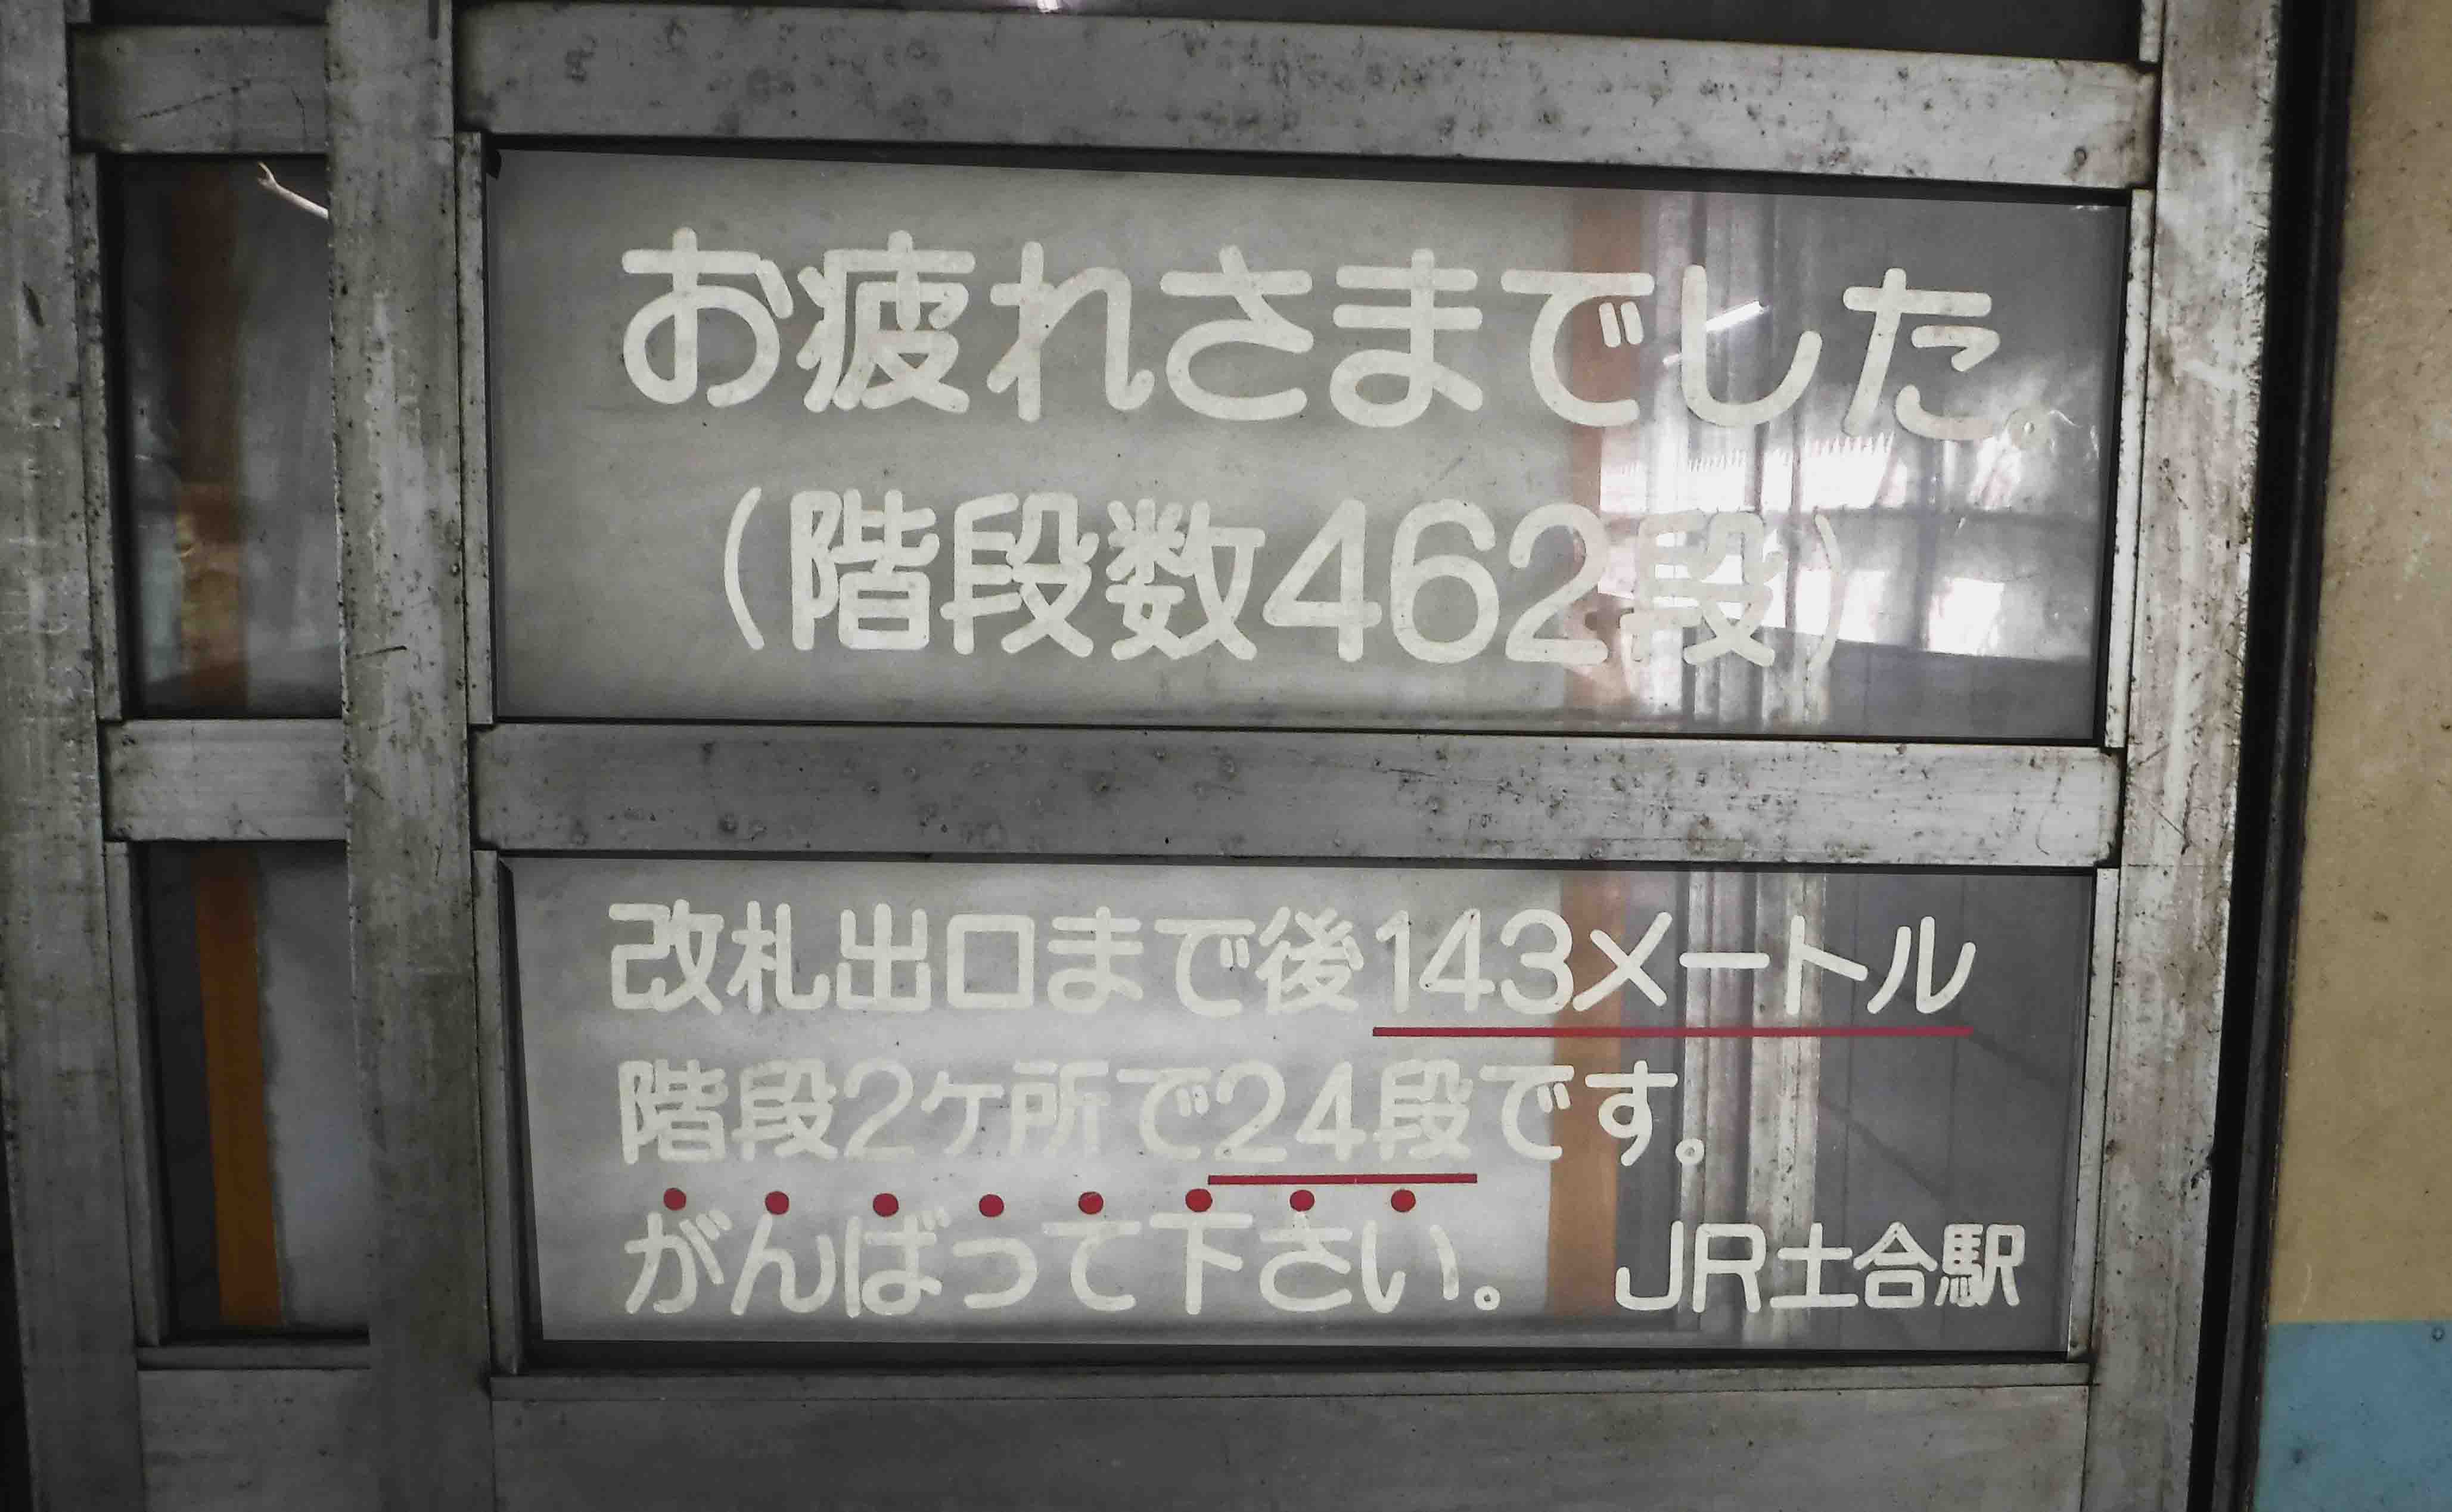 お疲れさまでした。
(階段数462段)
改札出口まで後143メートル
階段2ケ所で24段です。
がんばって下さい。 JR土合駅